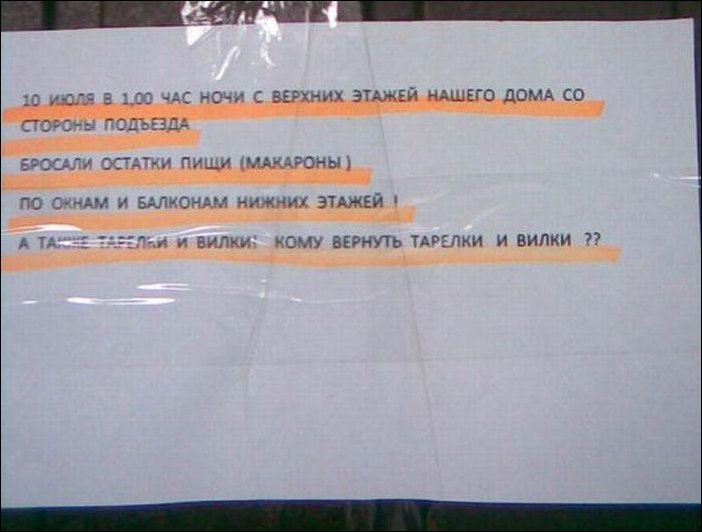 10 ИЮЛЯ В 1,00 ЧАС НОЧИ С ВЕРХНИХ ЭТАЖЕЙ НАШЕГО ДОМА СО
СТОРОНЫ ПОДЪЕЗДА
БРОСАЛИ ОСТАТКИ ПИЩИ (МАКАРОНЫ)
ПО ОКНАМ И БАЛКОНАМ НИЖНИХ ЭТАЖЕЙ !
А ТАКЖЕ ТАРЕЛКИ И ВИЛКИ! КОМУ ВЕРНУТЬ ТАРЕЛКИ И ВИЛКИ ??